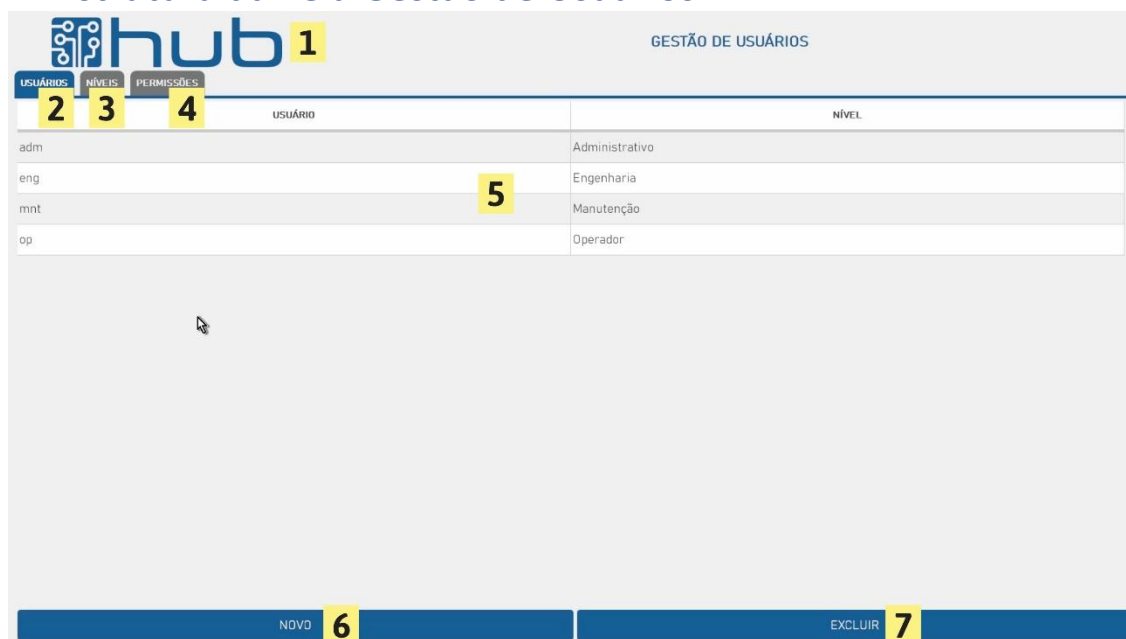 hub 1
GESTÃO DE USUÁRIOS
USUÁRIOS NÍVEIS PERMISSÕES
2 3 4
USUÁRIO NÍVEL
adm Administrativo
eng Engenharia
5
mnt Manutenção
op Operador
NOVO 6 EXCLUIR 7